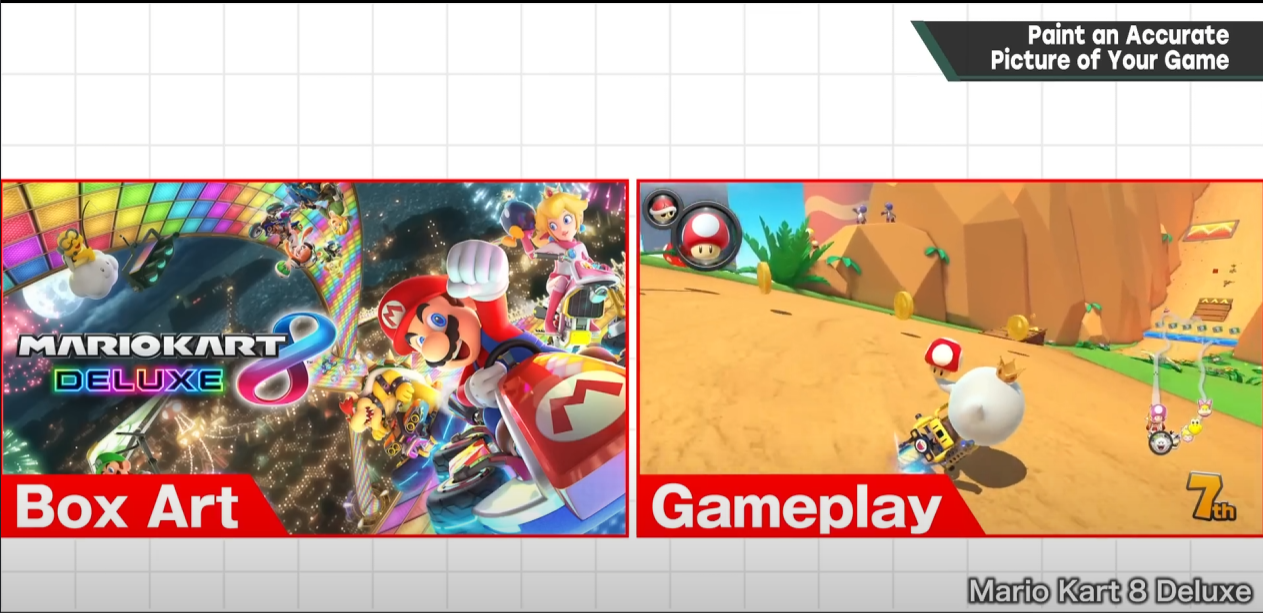 Paint an Accurate
Picture of Your Game
MARIOKART 8
DELUXE
M
M
Box Art
7th
Gameplay
Mario Kart 8 Deluxe